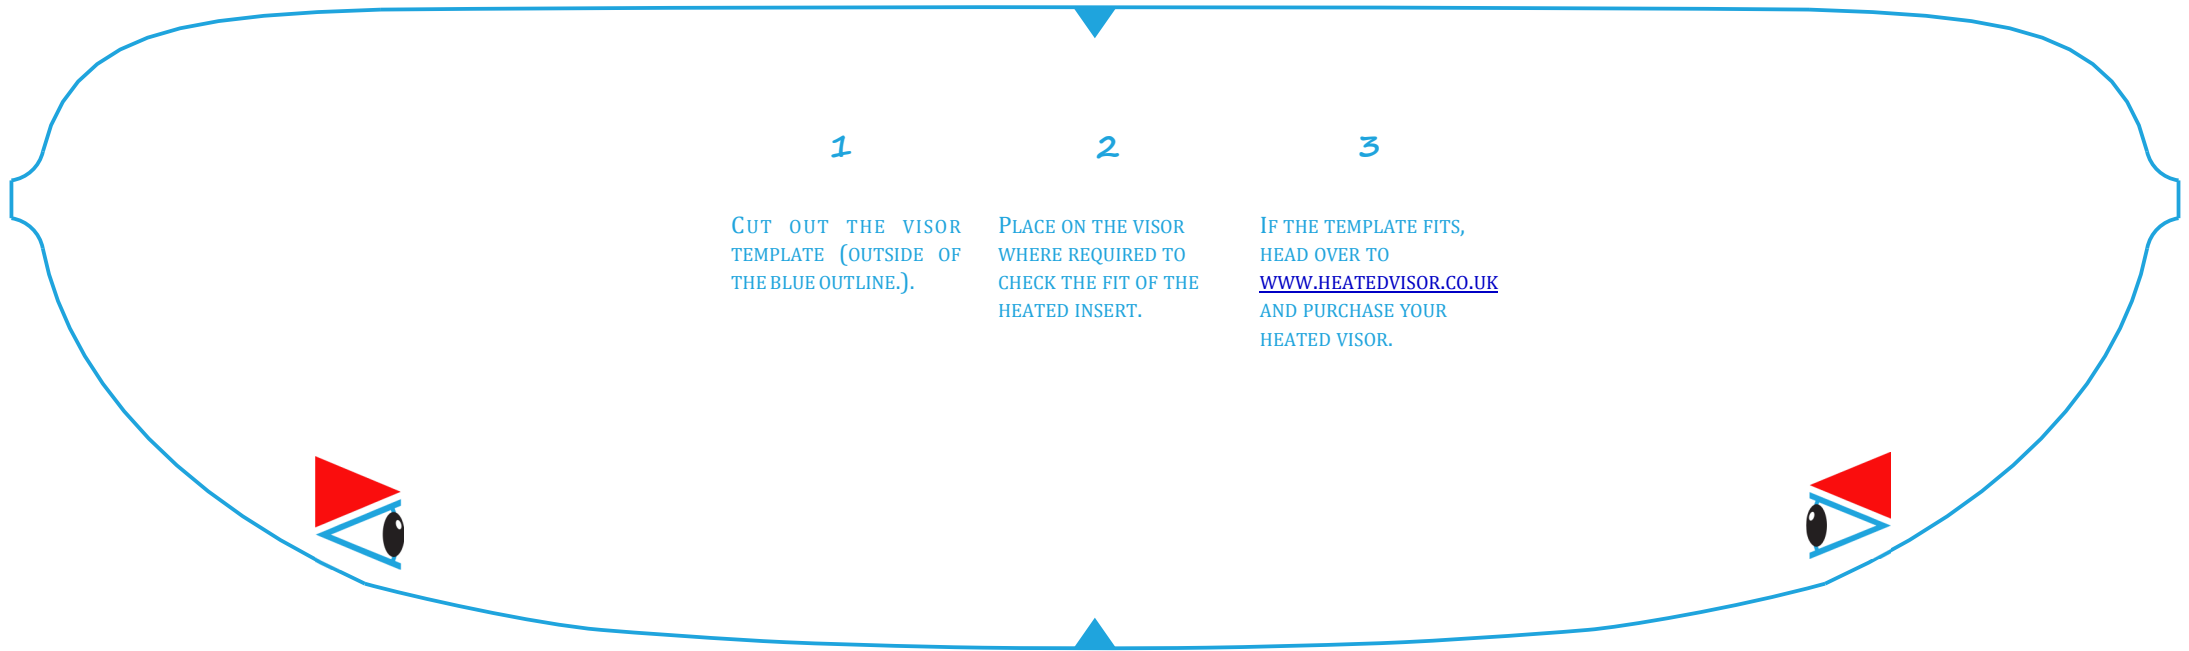 1
CUT OUT THE VISOR
TEMPLATE (OUTSIDE OF
THE BLUE OUTLINE.).
2
PLACE ON THE VISOR
WHERE REQUIRED TO
CHECK THE FIT OF THE
HEATED INSERT.
3
IF THE TEMPLATE FITS,
HEAD OVER TO
WWW.HEATEDVISOR.CO.UK
AND PURCHASE YOUR
HEATED VISOR.